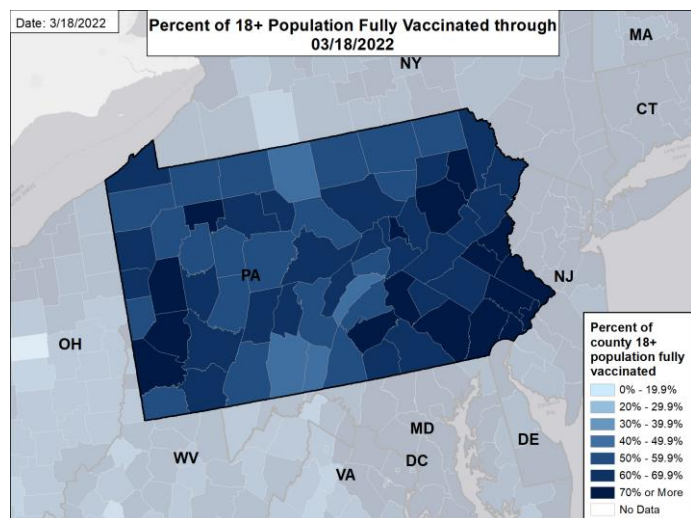 Date: 3/18/2022
Percent of 18+ Population Fully Vaccinated through
03/18/2022
MA
NY
CT
PA
NJ
OH
MD
DE
WV
VA
DC
Percent of
county 18+
population fully
vaccinated
0% - 19.9%
20% - 29.9%
30% - 39.9%
40% - 49.9%
50% - 59.9%
60% - 69.9%
70% or More
No Data